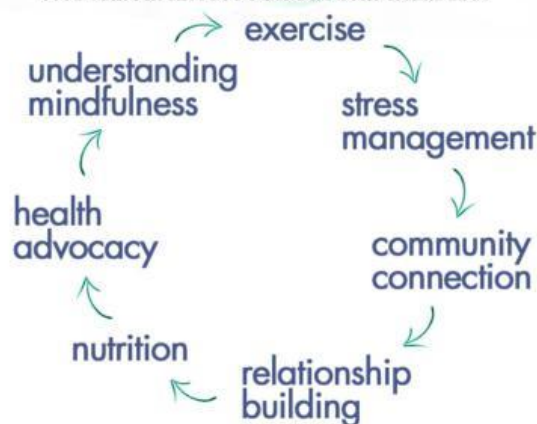 exercise
stress
management
community
connection
relationship
building
nutrition
health
advocacy
understanding
mindfulness